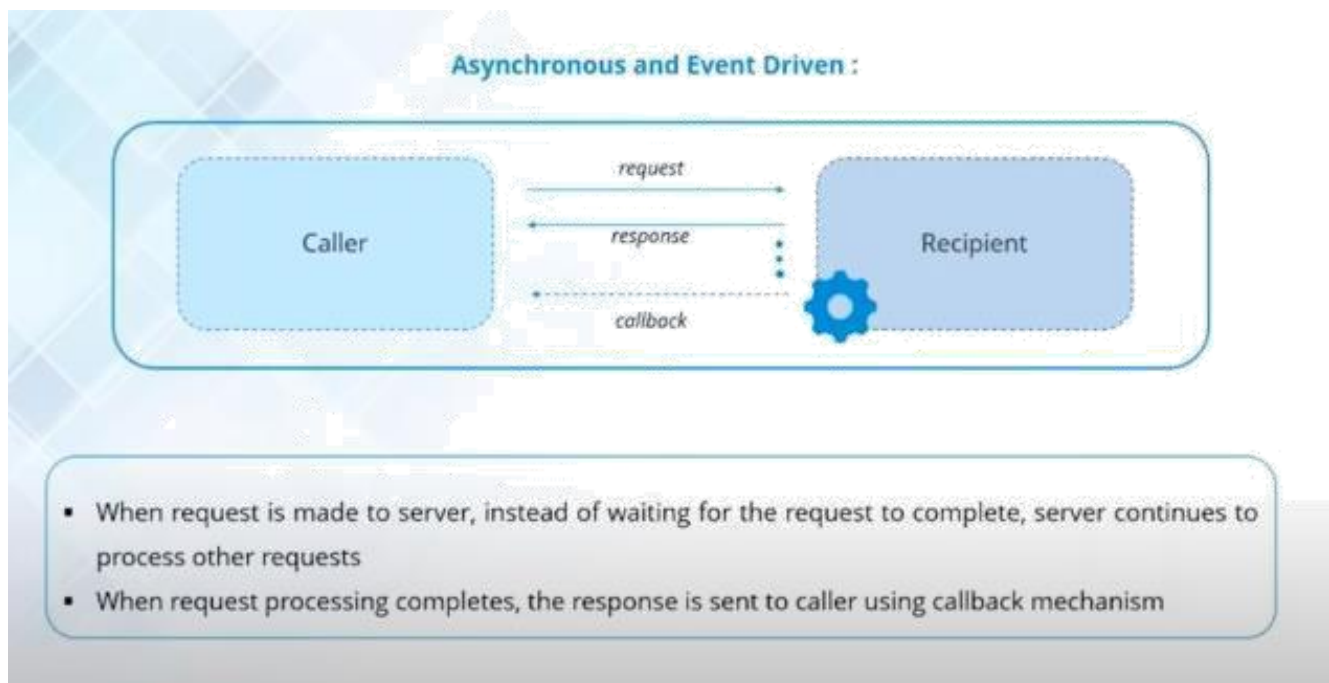 Asynchronous and Event Driven :
request
response
Caller
Recipient
callback
▪ When request is made to server, instead of waiting for the request to complete, server continues to
process other requests
▪ When request processing completes, the response is sent to caller using callback mechanism